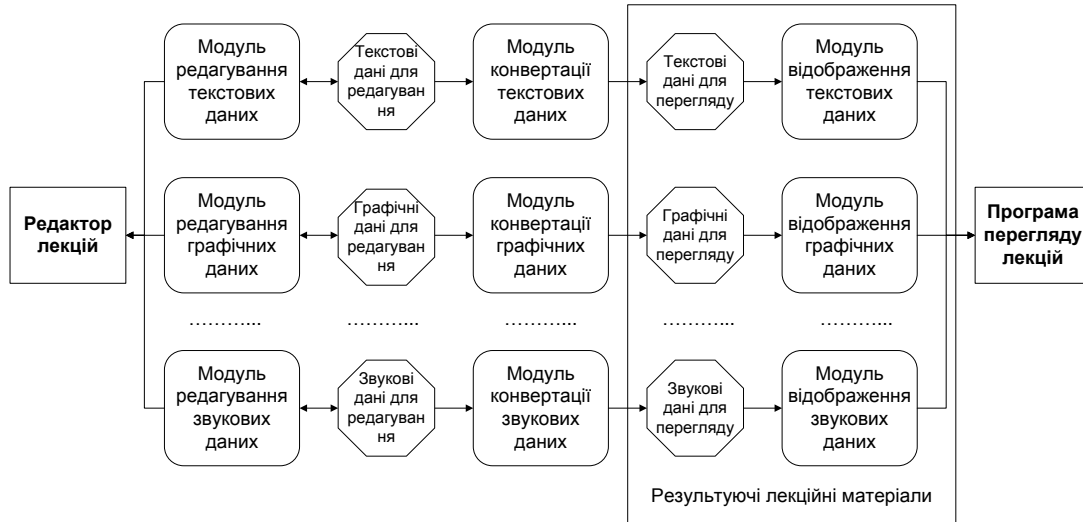 Модуль
редагування
текстових
даних
Текстові
дані для
редагуван
ня
Модуль
конвертації
текстових
даних
Текстові
дані для
перегляду
Модуль
відображення
текстових
даних
Редактор
лекцій
Модуль
редагування
графічних
даних
Графічні
дані для
редагуван
ня
Модуль
конвертації
графічних
даних
Графічні
дані для
перегляду
Модуль
відображення
графічних
даних
Програма
перегляду
лекцій
………...
………...
………...
………...
………...
Модуль
редагування
звукових
даних
Звукові
дані для
редагуван
ня
Модуль
конвертації
звукових
даних
Звукові
дані для
перегляду
Модуль
відображення
звукових
даних
Результуючі лекційні матеріали